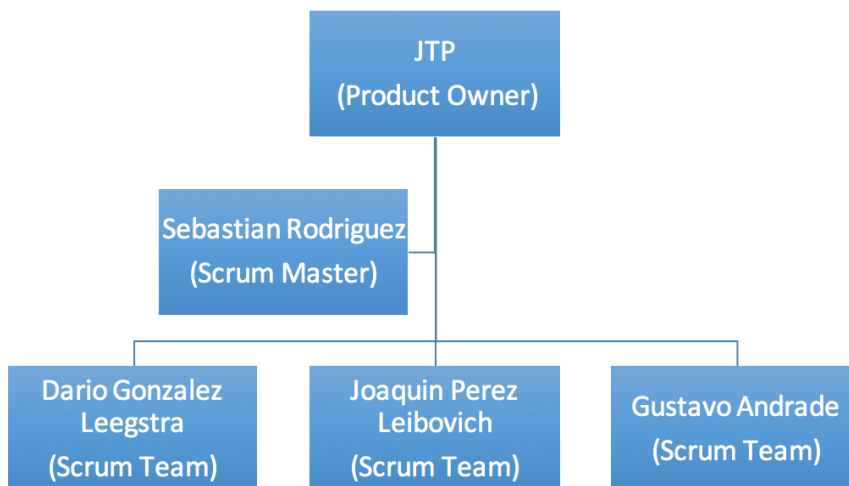 JTP
(Product Owner)
Sebastian Rodriguez
(Scrum Master)
Dario Gonzalez
Leegstra
(Scrum Team)
Joaquin Perez
Leibovich
(Scrum Team)
Gustavo Andrade
(Scrum Team)